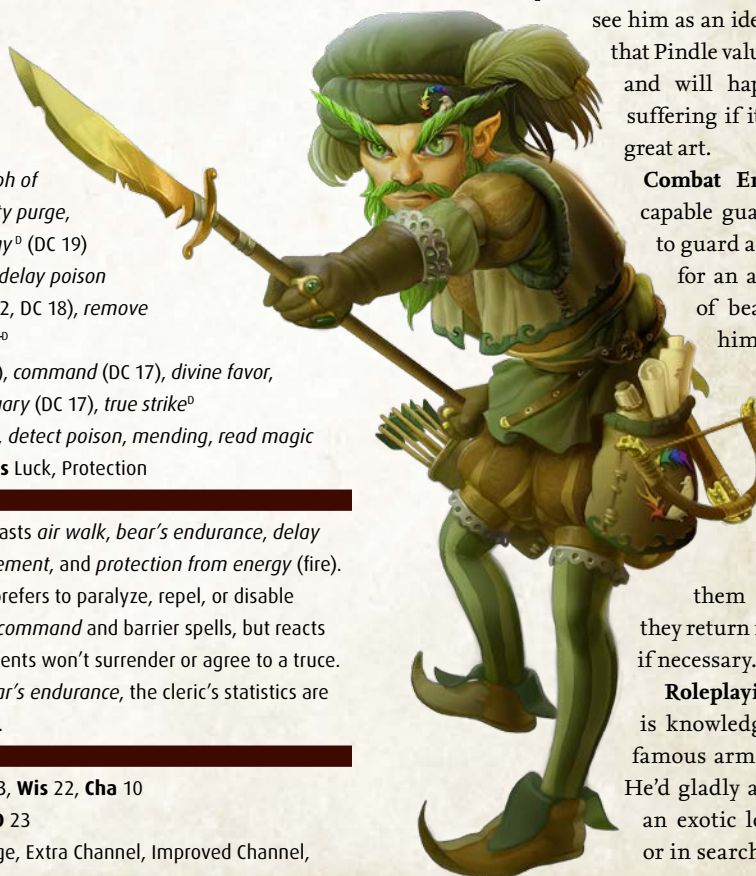 ph of
ty purge,
gy D (DC 19)
delay poison
2, DC 18), remove
D
), command (DC 17), divine favor,
uary (DC 17), true strikeD
, detect poison, mending, read magic
s Luck, Protection
asts air walk, bear's endurance, delay
ement, and protection from energy (fire).
prefers to paralyze, repel, or disable
command and barrier spells, but reacts
ents won't surrender or agree to a truce.
ar's endurance, the cleric's statistics are
.
3, Wis 22, Cha 10
D 23
ge, Extra Channel, Improved Channel,
see him as an ide
that Pindle valu
and will hap
suffering if it
great art.
Combat En
capable gua
to guard a
for an a
of bea
him
them
they return
if necessary.
Roleplayi
is knowledg
famous arm
He'd gladly a
an exotic lo
or in search